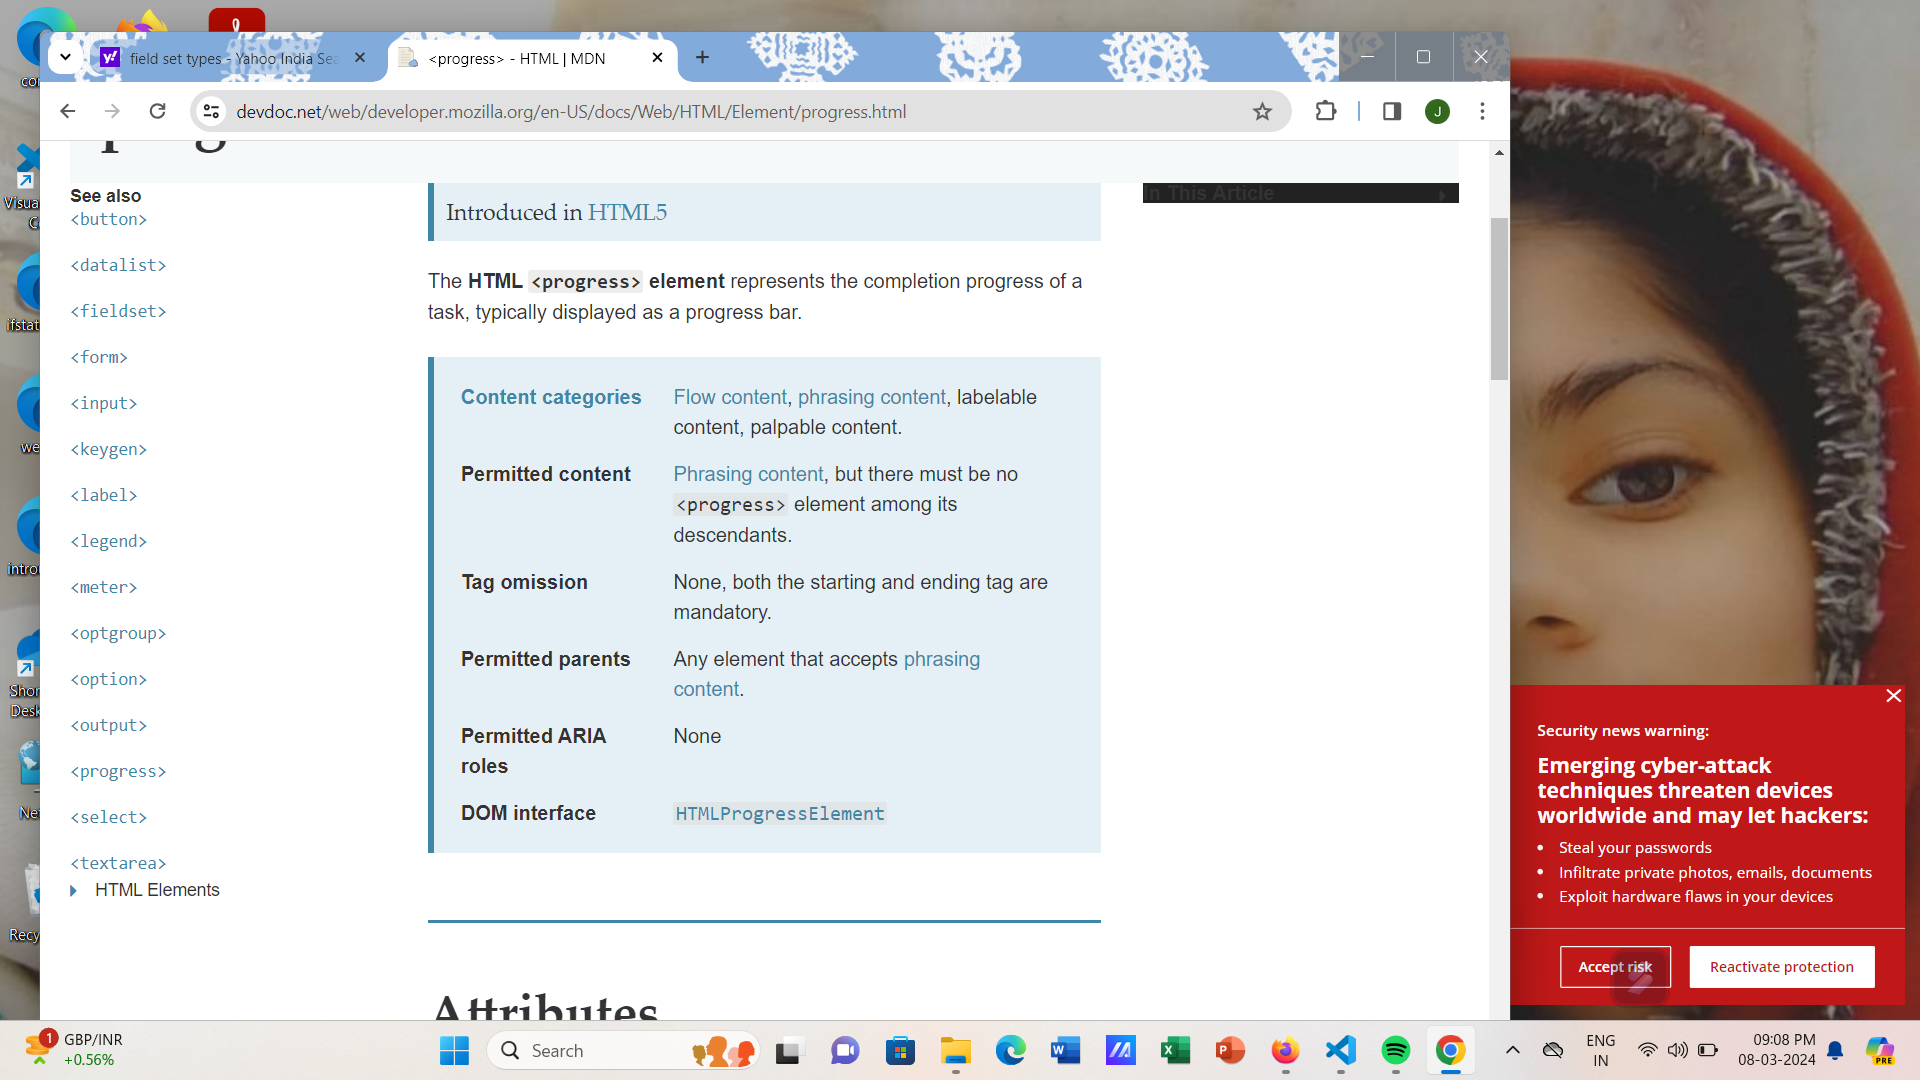 field set types - Yahoo India Sea
<progress> - HTML | MDN
devdoc.net/web/developer.mozilla.org/en-US/docs/Web/HTML/Element/progress.html
J
See also
<button>
<datalist>
<fieldset>
<form>
<input>
<keygen>
<label>
<legend>
<meter>
<optgroup>
<option>
<output>
<progress>
<select>
<textarea>
HTML Elements
Introduced in HTML5
In This Article
The HTML <progress> element represents the completion progress of a
task, typically displayed as a progress bar.
Content categories Flow content, phrasing content, labelable
content, palpable content.
Permitted content Phrasing content, but there must be no
<progress> element among its
descendants.
Tag omission None, both the starting and ending tag are
mandatory.
Permitted parents Any element that accepts phrasing
content.
Permitted ARIA None
roles
DOM interface HTMLProgressElement
Attributes
Security news warning:
Emerging cyber-attack
techniques threaten devices
worldwide and may let hackers:
• Steal your passwords
• Infiltrate private photos, emails, documents
• Exploit hardware flaws in your devices
Accept risk Reactivate protection
1 GBP/INR
+0.56%
Search
ENG
IN
09:08 PM
08-03-2024
PRE